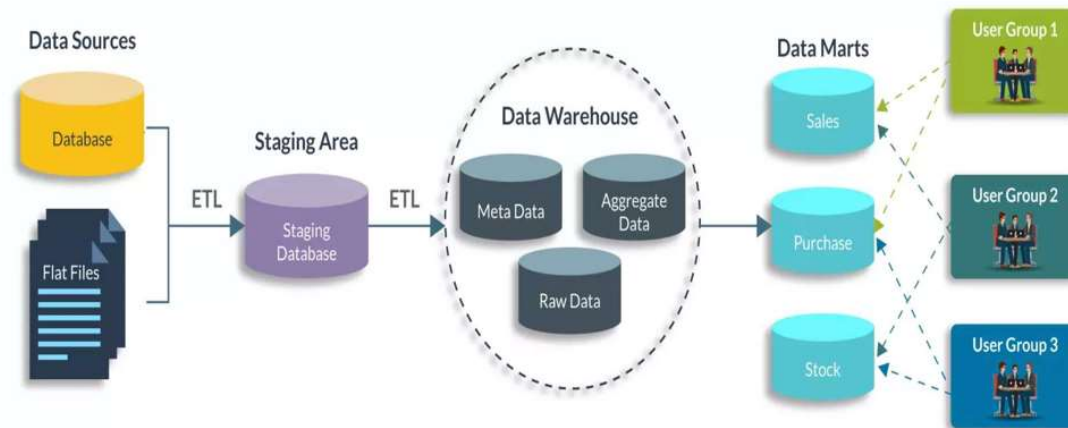 Data Sources
Database
Flat Files
ETL
Staging Area
Staging
Database
ETL
Data Warehouse
Meta Data
Aggregate
Data
Raw Data
Data Marts
Sales
Purchase
Stock
User Group 1
User Group 2
User Group 3